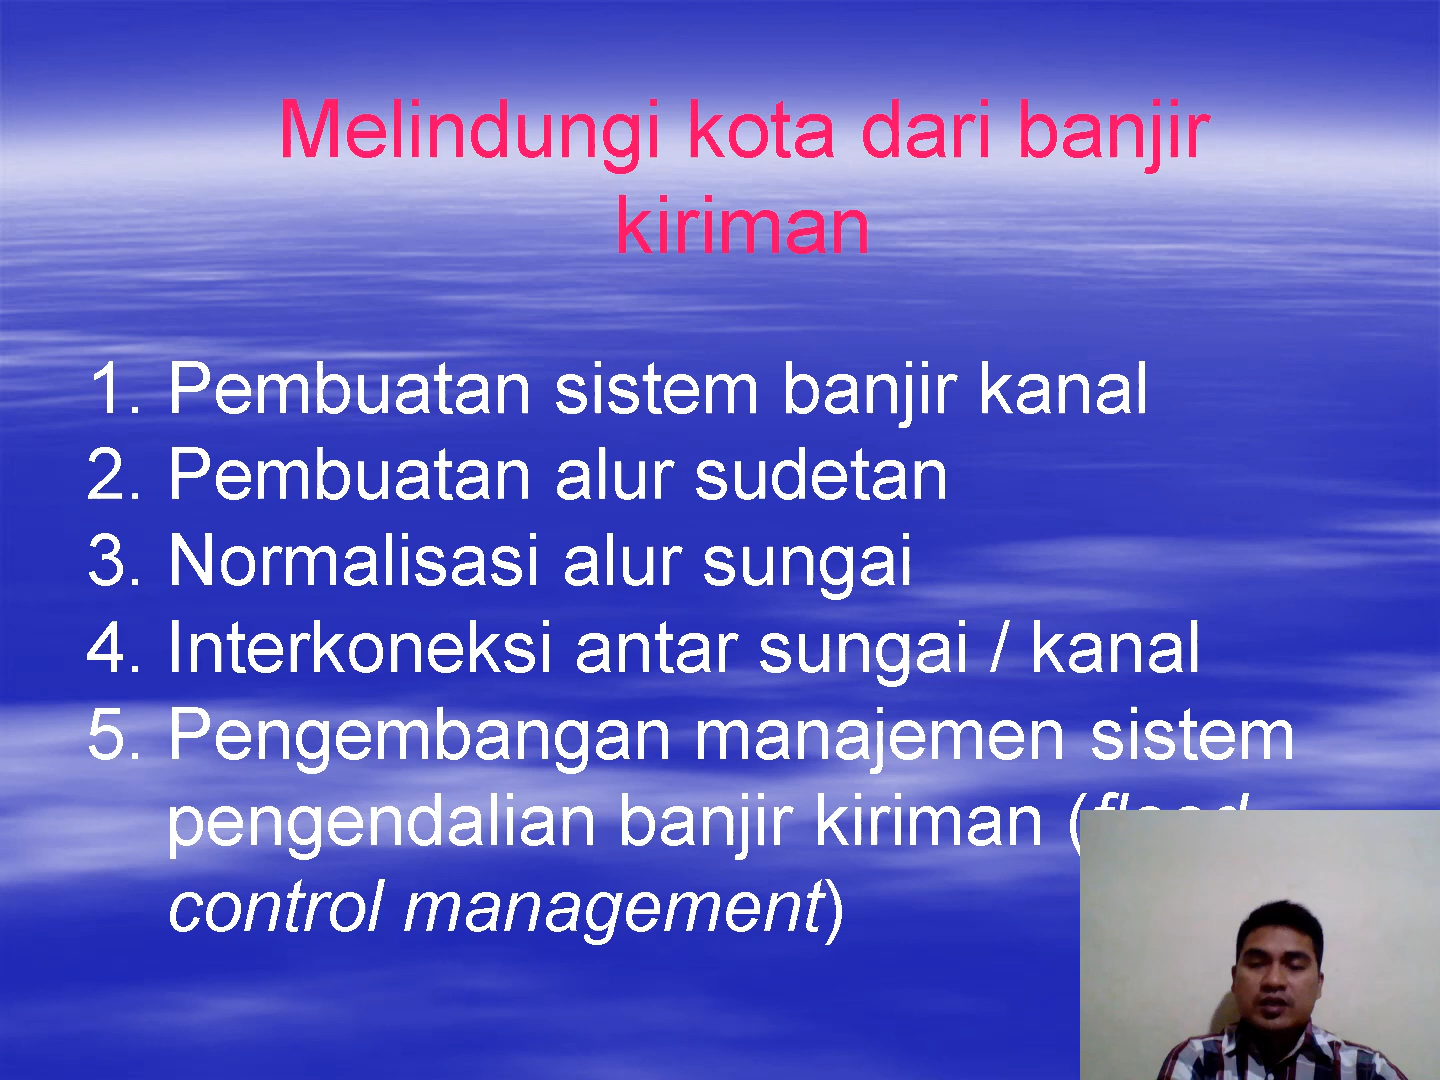 Melindungi kota dari banjir
kiriman
1. Pembuatan sistem banjir kanal
2. Pembuatan alur sudetan
3. Normalisasi alur sungai
4. Interkoneksi antar sungai / kanal
5. Pengembangan manajemen sistem
pengendalian banjir kiriman (flood
control management)